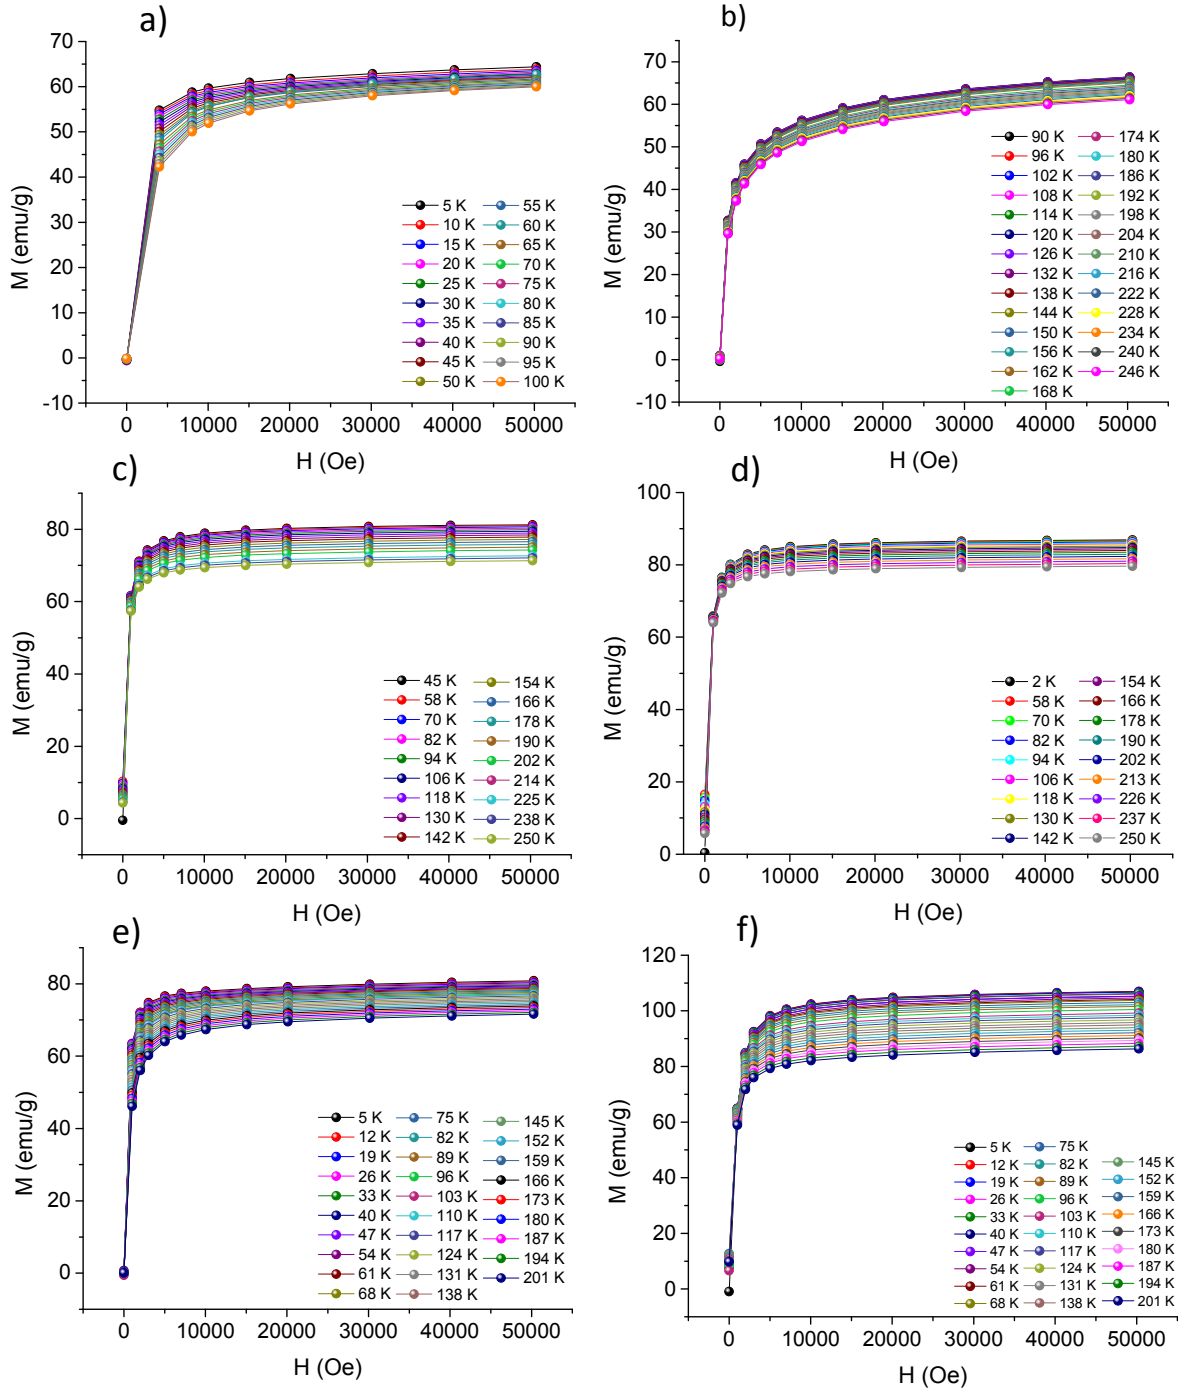 a)
70
60
50
40
30
20
10
0
-10
M (emu/g)
5 K 55 K
10 K 60 K
15 K 65 K
20 K 70 K
25 K 75 K
30 K 80 K
35 K 85 K
40 K 90 K
45 K 95 K
50 K 100 K
0 10000 20000 30000 40000 50000
H (Oe)
b)
70
60
50
40
30
20
10
0
-10
M (emu/g)
90 K 174 K
96 K 180 K
102 K 186 K
108 K 192 K
114 K 198 K
120 K 204 K
126 K 210 K
132 K 216 K
138 K 222 K
144 K 228 K
150 K 234 K
156 K 240 K
162 K 246 K
168 K
0 10000 20000 30000 40000 50000
H (Oe)
c)
80
60
40
20
0
M (emu/g)
45 K 154 K
58 K 166 K
70 K 178 K
82 K 190 K
94 K 202 K
106 K 214 K
118 K 225 K
130 K 238 K
142 K 250 K
0 10000 20000 30000 40000 50000
H (Oe)
d)
100
80
60
40
20
0
M (emu/g)
2 K 154 K
58 K 166 K
70 K 178 K
82 K 190 K
94 K 202 K
106 K 213 K
118 K 226 K
130 K 237 K
142 K 250 K
0 10000 20000 30000 40000 50000
H (Oe)
e)
80
60
40
20
0
M (emu/g)
5 K 75 K 145 K
12 K 82 K 152 K
19 K 89 K 159 K
26 K 96 K 166 K
33 K 103 K 173 K
40 K 110 K 180 K
47 K 117 K 187 K
54 K 124 K 194 K
61 K 131 K 201 K
68 K 138 K
0 10000 20000 30000 40000 50000
H (Oe)
f)
120
100
80
60
40
20
0
M (emu/g)
5 K 75 K
12 K 82 K 145 K
19 K 89 K 152 K
26 K 96 K 159 K
33 K 103 K 166 K
40 K 110 K 173 K
47 K 117 K 180 K
54 K 124 K 187 K
61 K 131 K 194 K
68 K 138 K 201 K
0 10000 20000 30000 40000 50000
H (Oe)